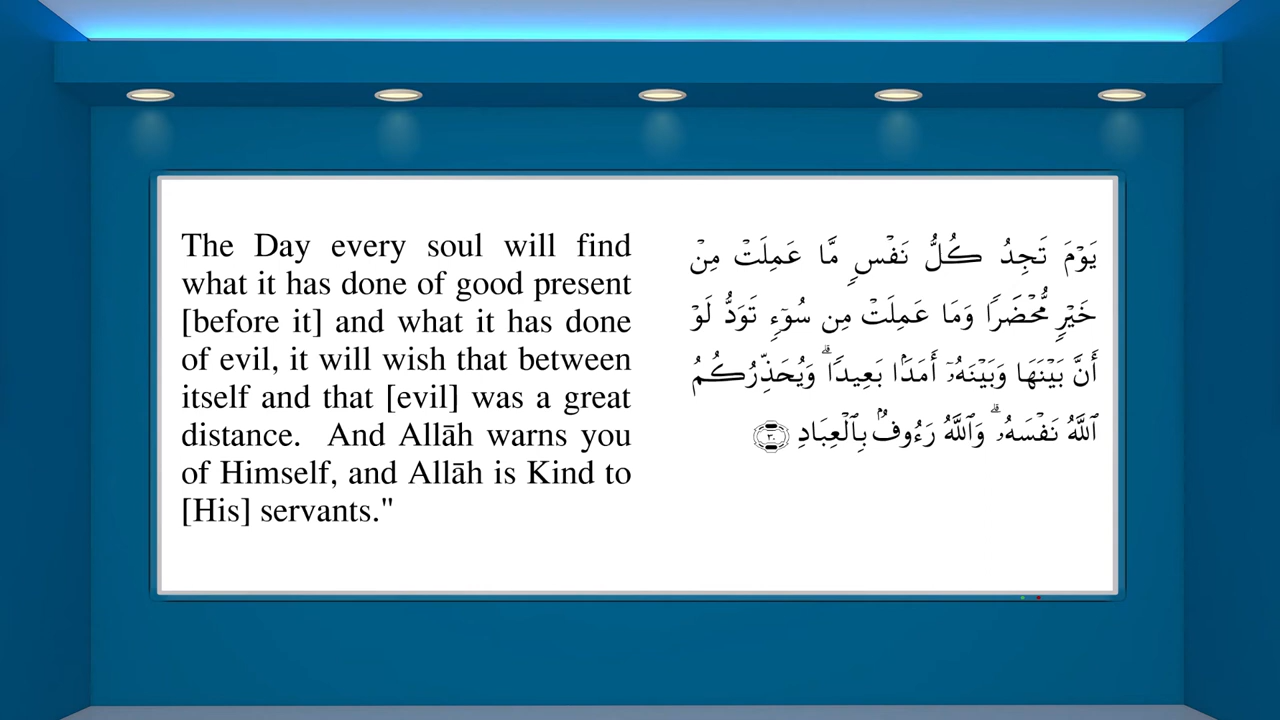 The Day every soul will find
what it has done of good present
[before it] and what it has done
of evil, it will wish that between
itself and that [evil] was a great
distance.  And Allāh warns you
of Himself, and Allāh is Kind to
[His] servants."
يَوْمَ تَجِدُ كُلُّ نَفْسٍ مَّا عَمِلَتْ مِنْ
خَيْرٍ مُّحْضَرًا وَمَا عَمِلَتْ مِن سُوٓءٍ تَوَدُّ لَوْ
أَنَّ بَيْنَهَا وَبَيْنَهُۥٓ أَمَدًۢا بَعِيدًا ۗ وَيُحَذِّرُكُمُ
ٱللَّهُ نَفْسَهُۥ ۗ وَٱللَّهُ رَءُوفٌۢ بِٱلْعِبَادِ ٣٠